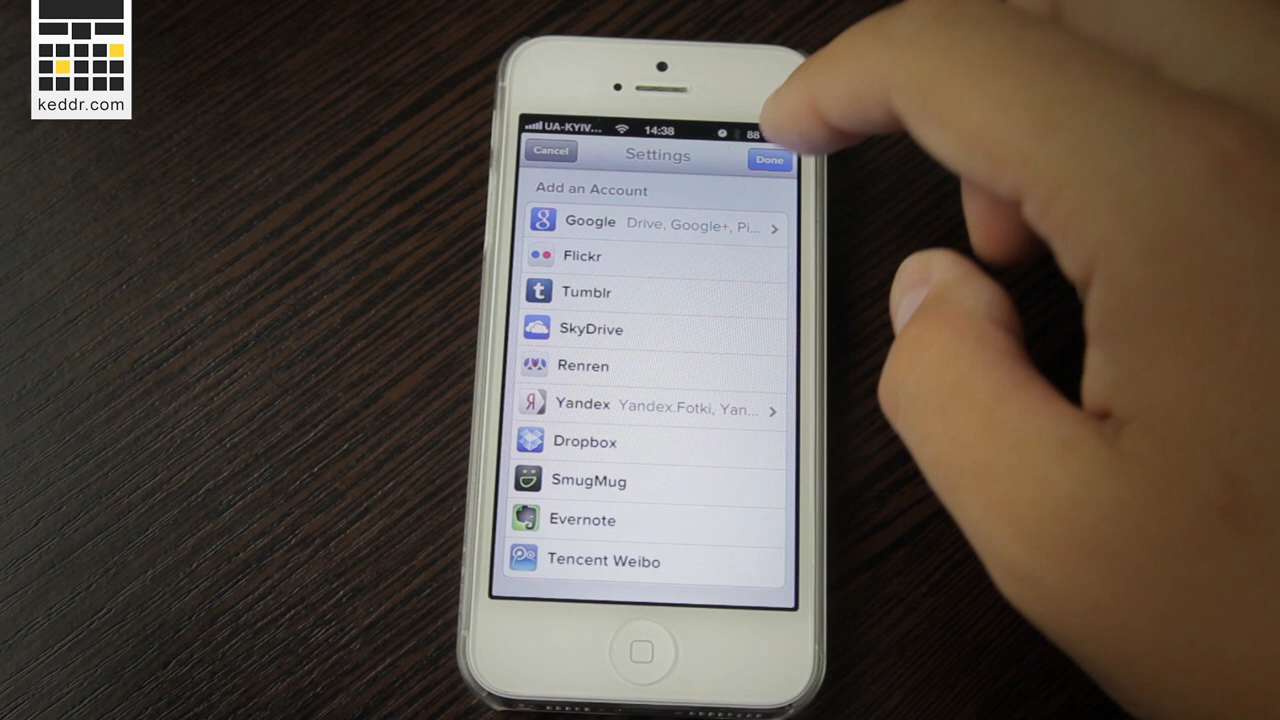 keddr.com
UA-KYIV... 14:38 88
Cancel Settings Done
Add an Account
Google Drive, Google+, Pi...
Flickr
Tumblr
SkyDrive
Renren
Yandex Yandex.Fotki, Yan...
Dropbox
SmugMug
Evernote
Tencent Weibo